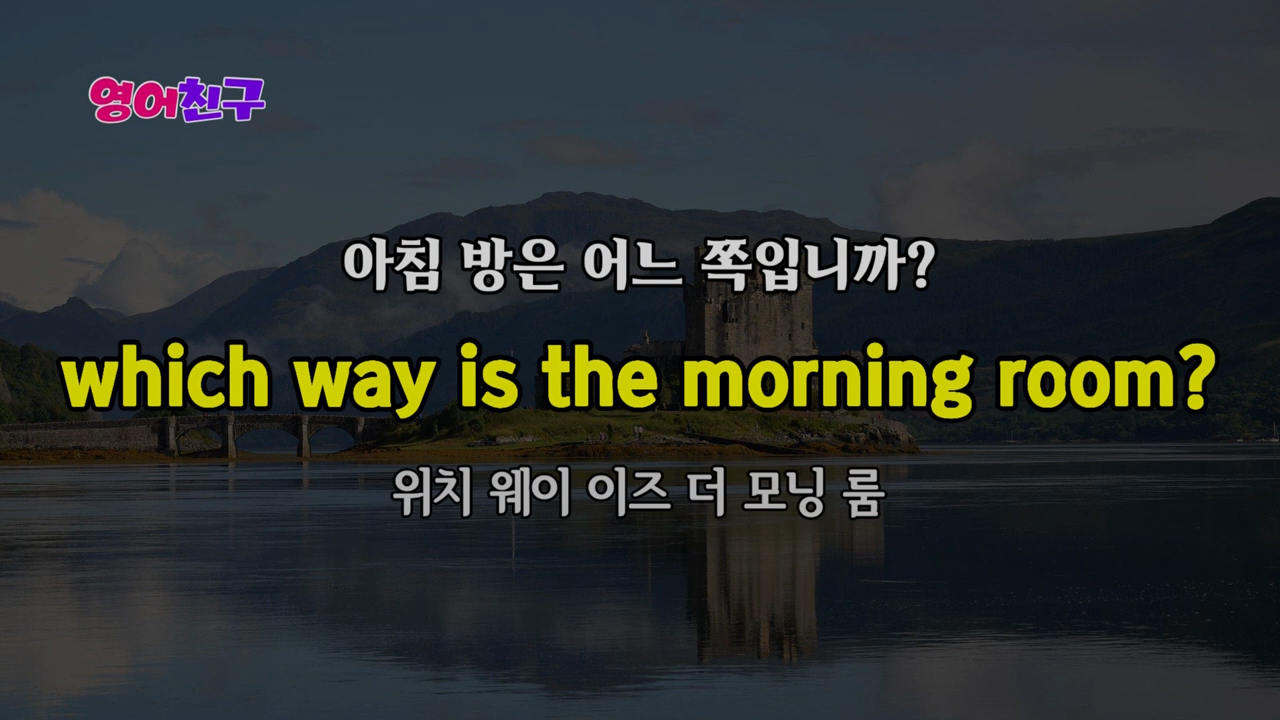 영어친구
아침 방은 어느 쪽입니까?
which way is the morning room?
위치 웨이 이즈 더 모닝 룸